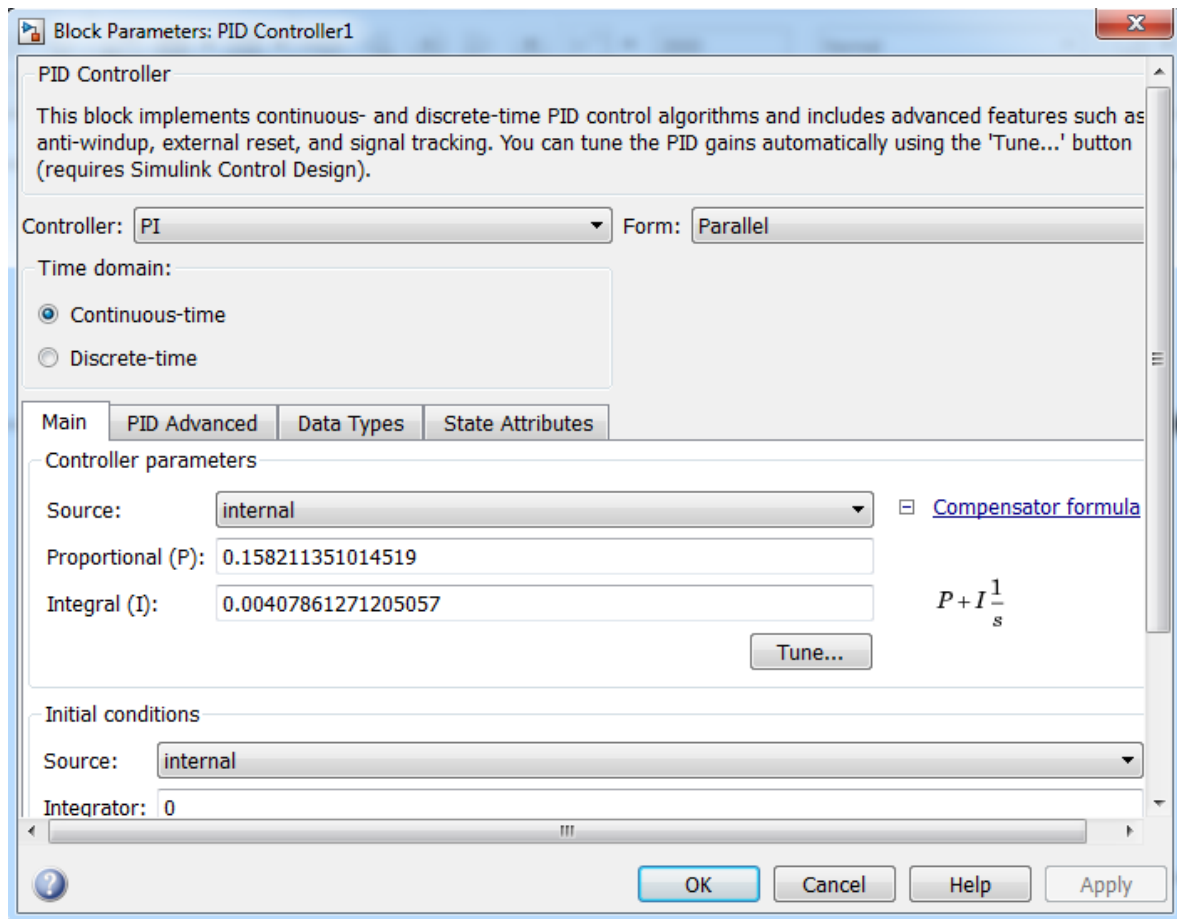 Block Parameters: PID Controller1
PID Controller
This block implements continuous- and discrete-time PID control algorithms and includes advanced features such as
anti-windup, external reset, and signal tracking. You can tune the PID gains automatically using the 'Tune...' button
(requires Simulink Control Design).
Controller: PI Form: Parallel
Time domain:
Continuous-time
Discrete-time
Main PID Advanced Data Types State Attributes
Controller parameters
Source: internal Compensator formula
Proportional (P): 0.158211351014519
Integral (I): 0.00407861271205057
P + I 1/s
Tune...
Initial conditions
Source: internal
Integrator: 0
OK Cancel Help Apply